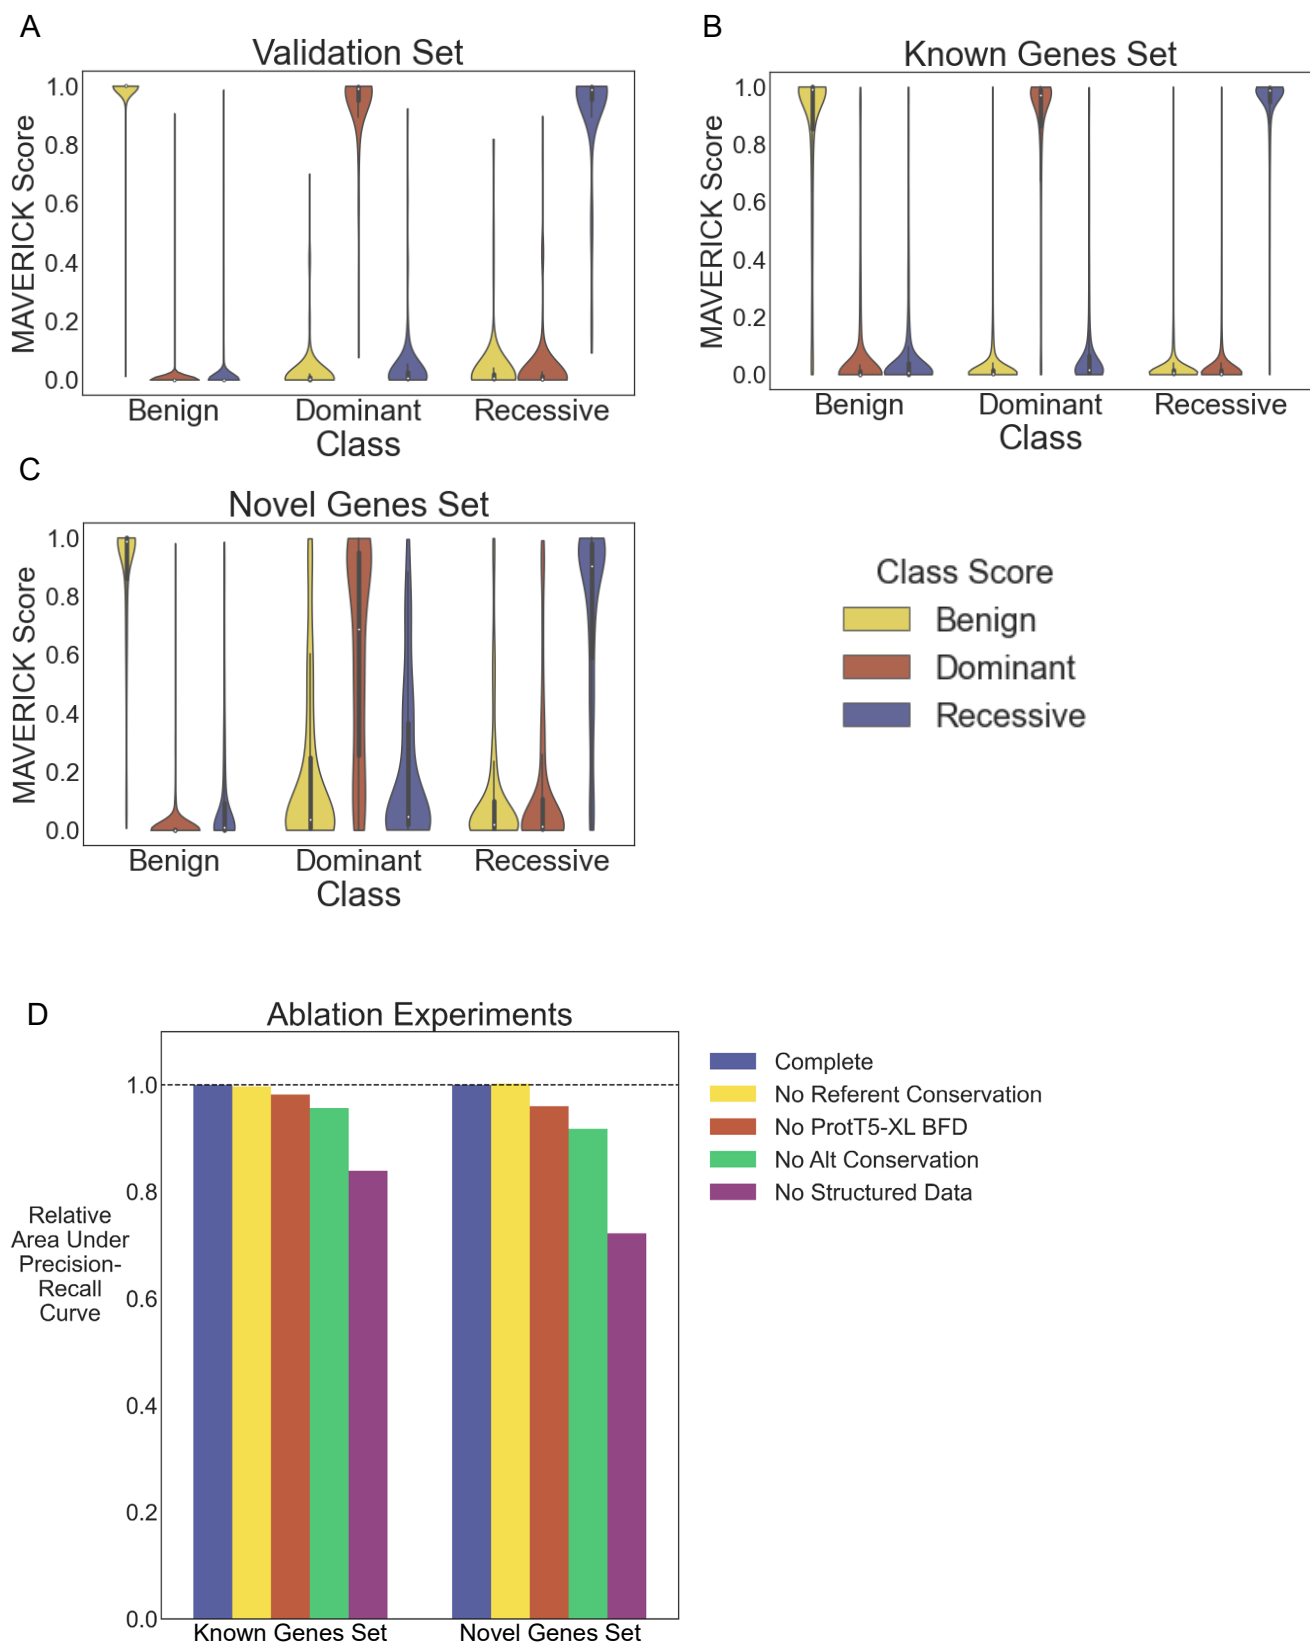 A
Validation Set
MAVERICK Score
1.0
0.8
0.6
0.4
0.2
0.0
Benign
Dominant
Recessive
Class
B
Known Genes Set
MAVERICK Score
1.0
0.8
0.6
0.4
0.2
0.0
Benign
Dominant
Recessive
Class
C
Novel Genes Set
MAVERICK Score
1.0
0.8
0.6
0.4
0.2
0.0
Benign
Dominant
Recessive
Class
Class Score
Benign
Dominant
Recessive
D
Ablation Experiments
Relative
Area Under
Precision-
Recall
Curve
1.0
0.8
0.6
0.4
0.2
0.0
Known Genes Set
Novel Genes Set
Complete
No Referent Conservation
No ProtT5-XL BFD
No Alt Conservation
No Structured Data